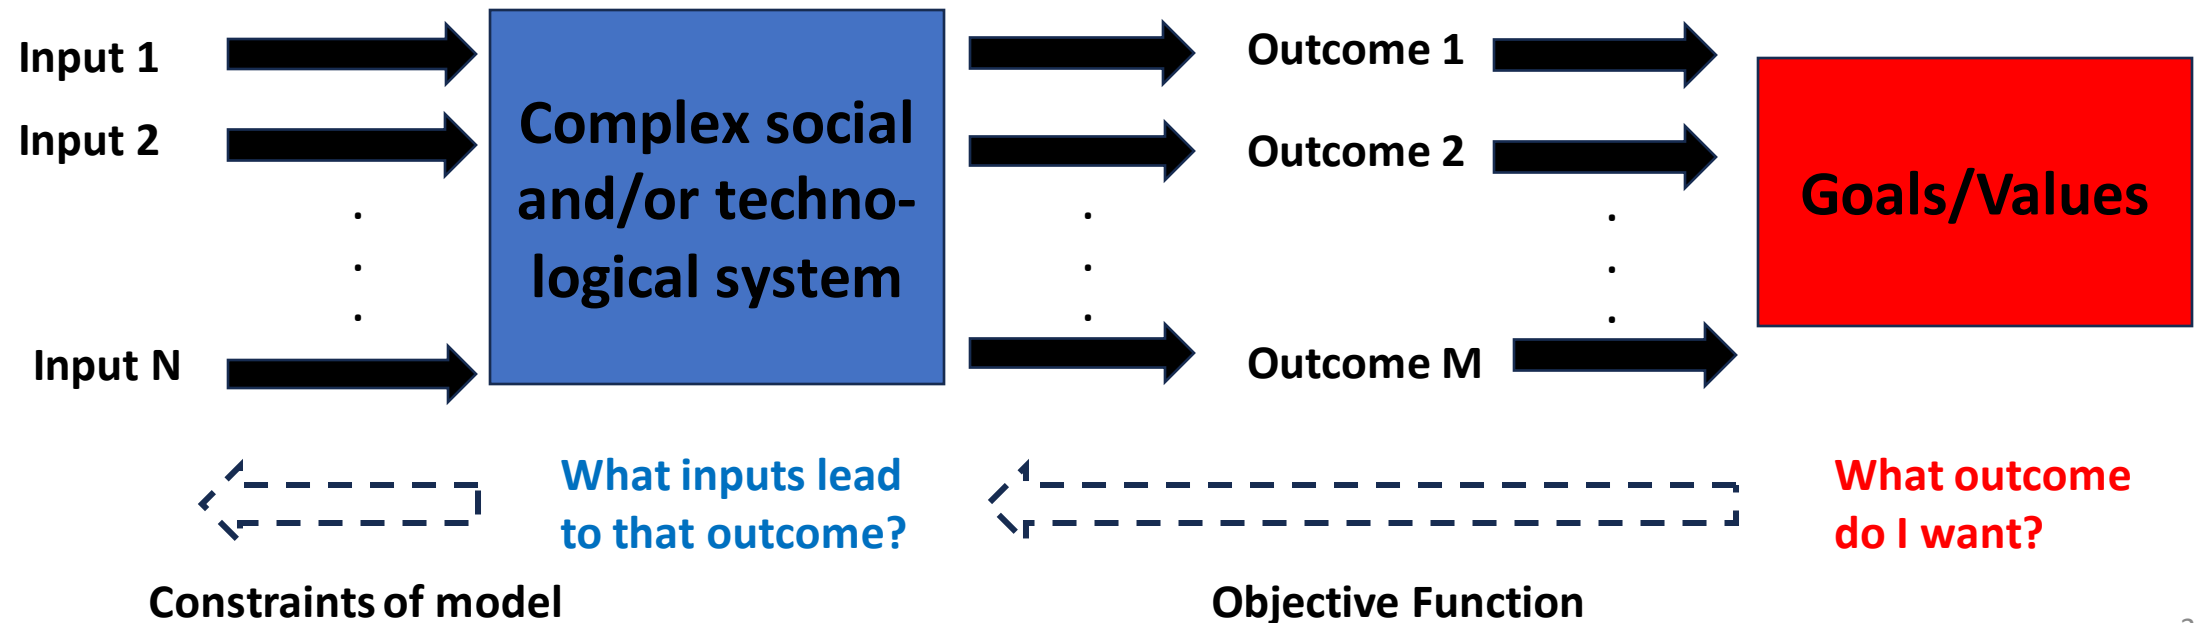 Input 1
Input 2
.
.
.
Input N
Complex social
and/or techno-
logical system
.
.
.
Outcome 1
Outcome 2
Outcome M
.
.
.
Goals/Values
What inputs lead
to that outcome?
What outcome
do I want?
Constraints of model
Objective Function